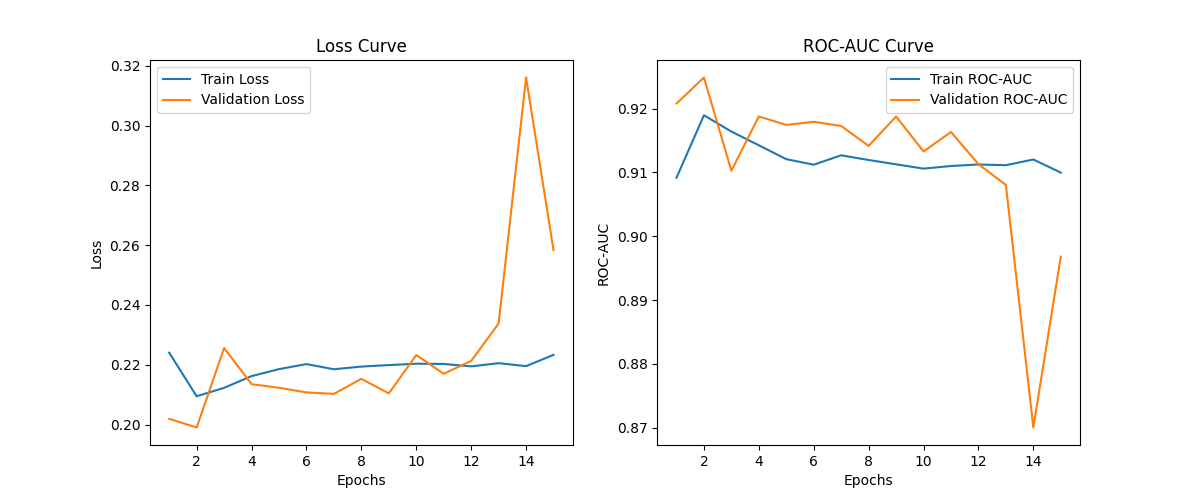 Loss Curve
Train Loss
Validation Loss
0.32
0.30
0.28
0.26
0.24
0.22
0.20
Loss
2 4 6 8 10 12 14
Epochs
ROC-AUC Curve
Train ROC-AUC
Validation ROC-AUC
0.92
0.91
0.90
0.89
0.88
0.87
ROC-AUC
2 4 6 8 10 12 14
Epochs